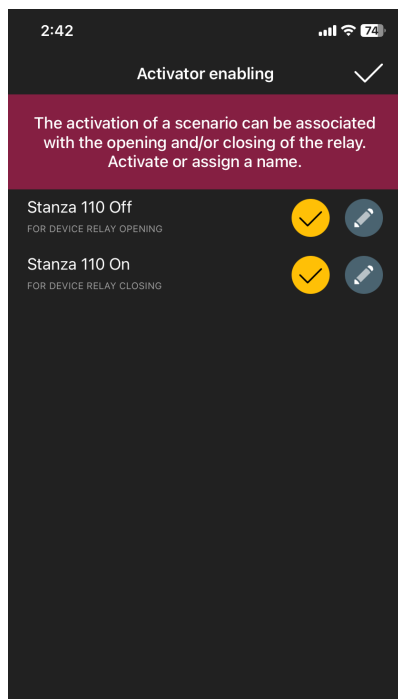 2:42
74
Activator enabling
The activation of a scenario can be associated
with the opening and/or closing of the relay.
Activate or assign a name.
Stanza 110 Off
FOR DEVICE RELAY OPENING
Stanza 110 On
FOR DEVICE RELAY CLOSING